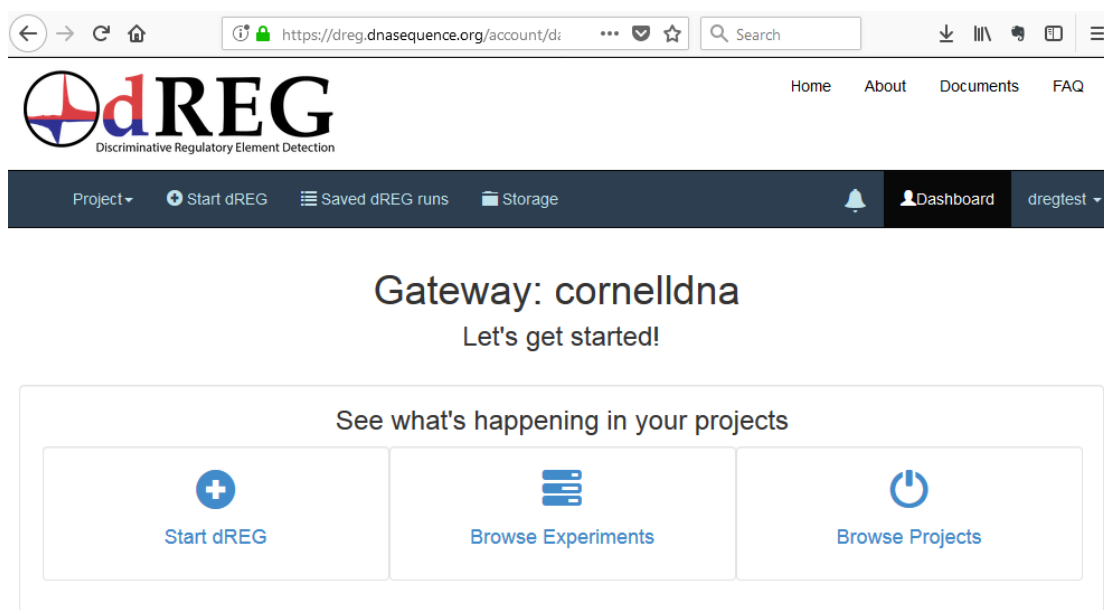 https://dreg.dnasequence.org/account/da
Search
dREG
Discriminative Regulatory Element Detection
Home About Documents FAQ
Project Start dREG Saved dREG runs Storage Dashboard dregtest
Gateway: cornelldna
Let's get started!
See what's happening in your projects
Start dREG Browse Experiments Browse Projects